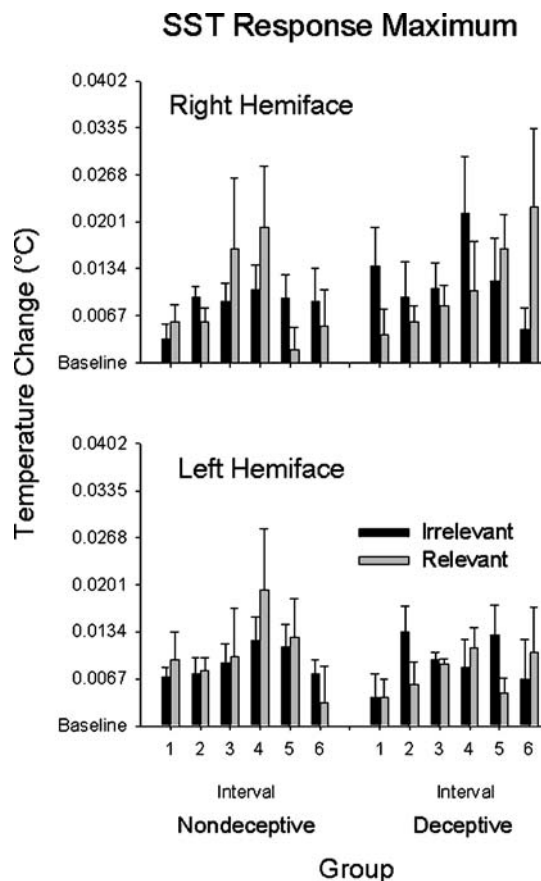 SST Response Maximum
Temperature Change (°C)
Right Hemiface
0.0402
0.0335
0.0268
0.0201
0.0134
0.0067
Baseline
Left Hemiface
0.0402
0.0335
0.0268
0.0201
0.0134
0.0067
Baseline
Irrelevant
Relevant
1 2 3 4 5 6 1 2 3 4 5 6
Interval Interval
Nondeceptive Deceptive
Group